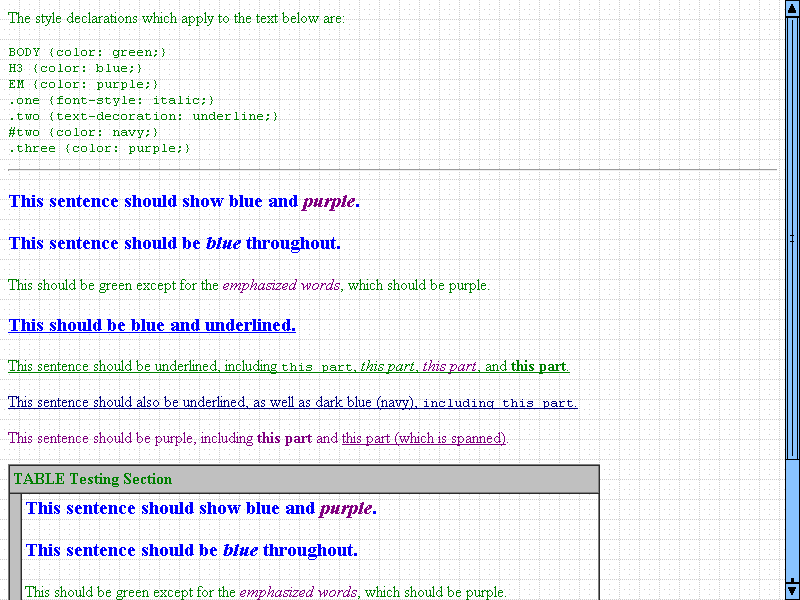 The style declarations which apply to the text below are:
BODY {color: green;}
H3 {color: blue;}
EM {color: purple;}
.one {font-style: italic;}
.two {text-decoration: underline;}
#two {color: navy;}
.three {color: purple;}
This sentence should show blue and purple.
This sentence should be blue throughout.
This should be green except for the emphasized words, which should be purple.
This should be blue and underlined.
This sentence should be underlined, including this part, this part, this part, and this part.
This sentence should also be underlined, as well as dark blue (navy), including this part.
This sentence should be purple, including this part and this part (which is spanned).
TABLE Testing Section
This sentence should show blue and purple.
This sentence should be blue throughout.
This should be green except for the emphasized words, which should be purple.